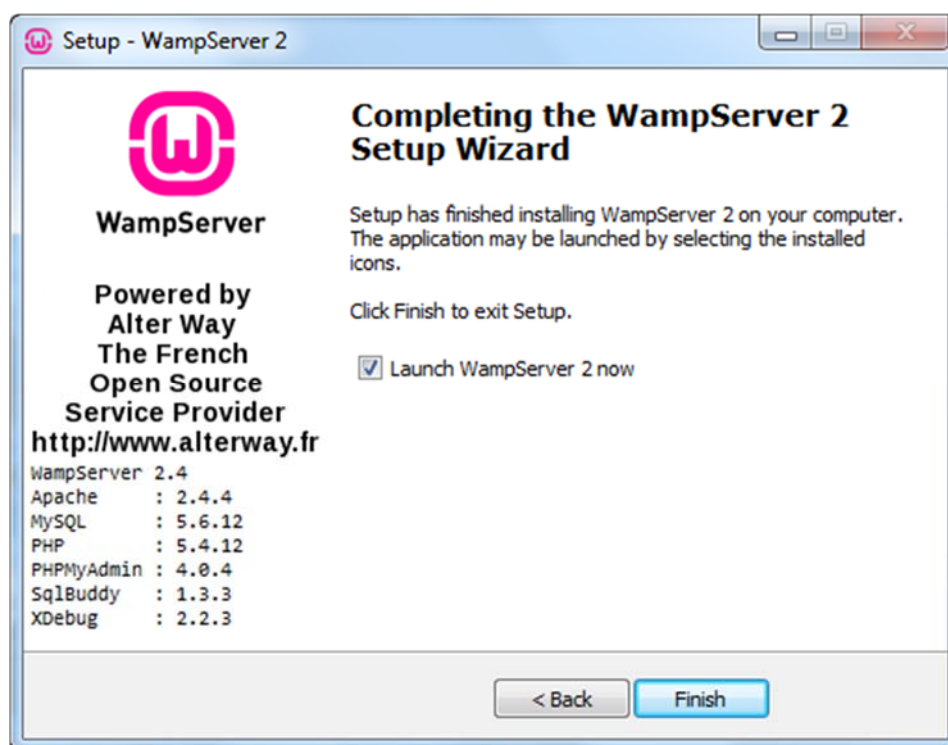 Setup - WampServer 2
WampServer
Powered by
Alter Way
The French
Open Source
Service Provider
http://www.alterway.fr
WampServer 2.4
Apache : 2.4.4
MySQL : 5.6.12
PHP : 5.4.12
PHPMyAdmin : 4.0.4
SqlBuddy : 1.3.3
XDebug : 2.2.3
Completing the WampServer 2
Setup Wizard
Setup has finished installing WampServer 2 on your computer.
The application may be launched by selecting the installed
icons.
Click Finish to exit Setup.
Launch WampServer 2 now
< Back
Finish